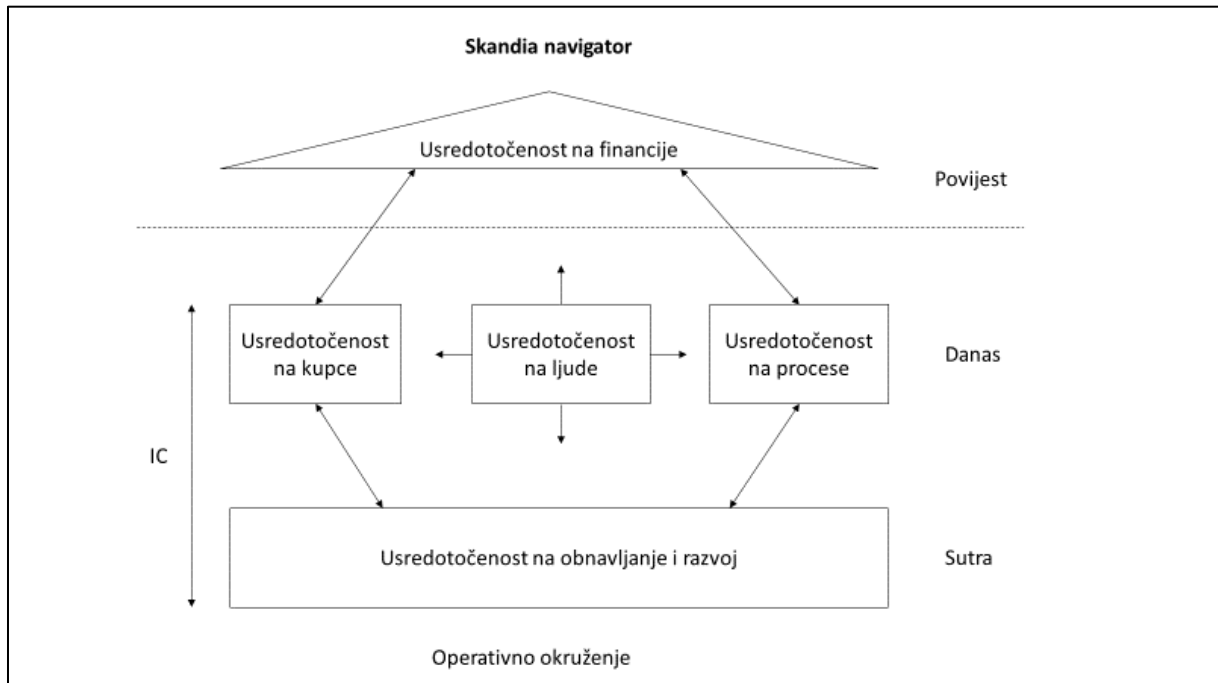 Skandia navigator
Usredotočenost na financije
Povijest
Usredotočenost
na kupce
Usredotočenost
na ljude
Usredotočenost
na procese
Danas
IC
Usredotočenost na obnavljanje i razvoj
Sutra
Operativno okruženje